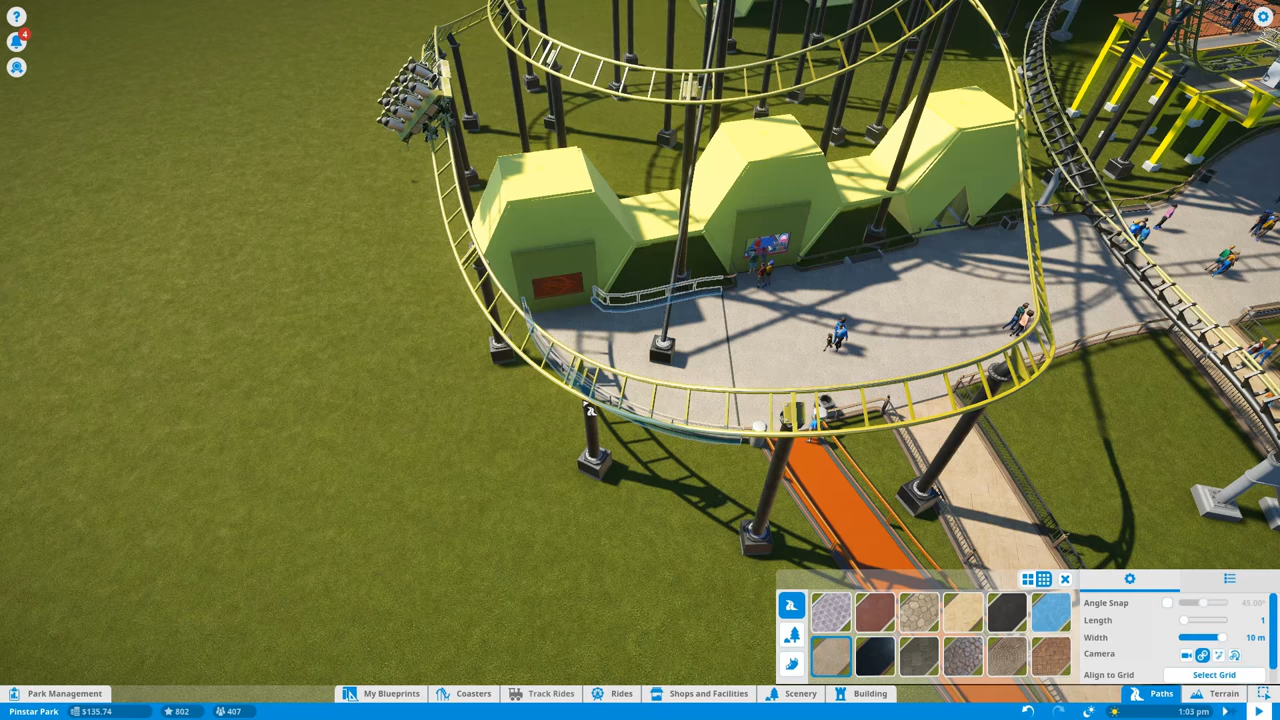 ?
4
Angle Snap 45.00°
Length 1
Width 10 m
Camera
Align to Grid Select Grid
Park Management
My Blueprints
Coasters
Track Rides
Rides
Shops and Facilities
Scenery
Building
Paths
Terrain
Pinstar Park
$135.74
802
407
1:03 pm